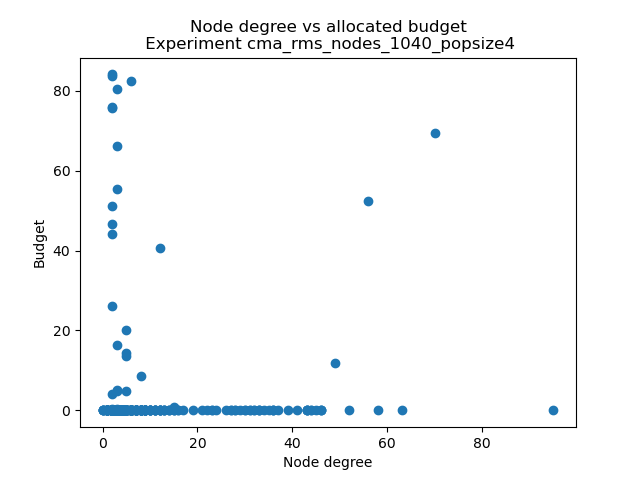 Node degree vs allocated budget
Experiment cma_rms_nodes_1040_popsize4
Budget
80
60
40
20
0
0 20 40 60 80
Node degree